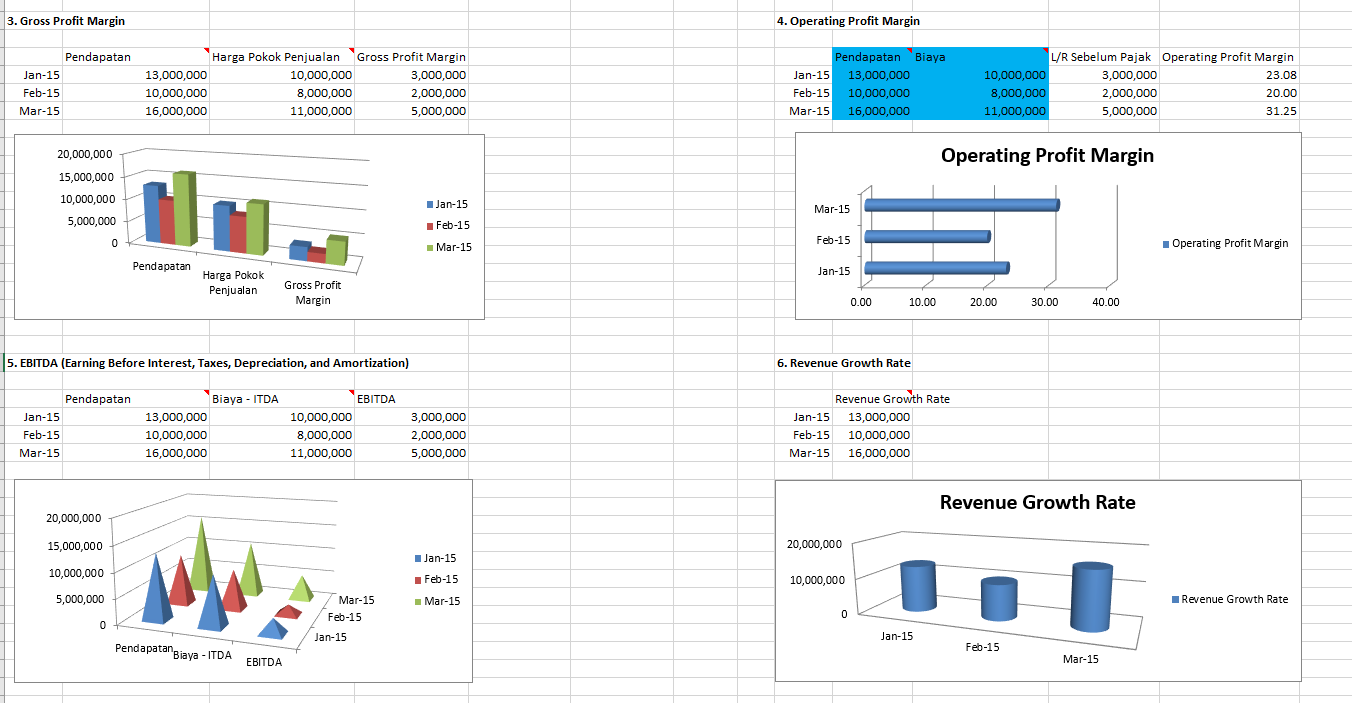 3. Gross Profit Margin
Pendapatan Harga Pokok Penjualan Gross Profit Margin
Jan-15 13,000,000 10,000,000 3,000,000
Feb-15 10,000,000 8,000,000 2,000,000
Mar-15 16,000,000 11,000,000 5,000,000
20,000,000
15,000,000
10,000,000
5,000,000
0
Pendapatan
Harga Pokok
Penjualan
Gross Profit
Margin
Jan-15
Feb-15
Mar-15
4. Operating Profit Margin
Pendapatan Biaya L/R Sebelum Pajak Operating Profit Margin
Jan-15 13,000,000 10,000,000 3,000,000 23.08
Feb-15 10,000,000 8,000,000 2,000,000 20.00
Mar-15 16,000,000 11,000,000 5,000,000 31.25
Operating Profit Margin
Mar-15
Feb-15
Jan-15
0.00 10.00 20.00 30.00 40.00
Operating Profit Margin
5. EBITDA (Earning Before Interest, Taxes, Depreciation, and Amortization)
Pendapatan Biaya - ITDA EBITDA
Jan-15 13,000,000 10,000,000 3,000,000
Feb-15 10,000,000 8,000,000 2,000,000
Mar-15 16,000,000 11,000,000 5,000,000
20,000,000
15,000,000
10,000,000
5,000,000
0
Pendapatan
Biaya - ITDA
EBITDA
Mar-15
Feb-15
Jan-15
Jan-15
Feb-15
Mar-15
6. Revenue Growth Rate
Revenue Growth Rate
Jan-15 13,000,000
Feb-15 10,000,000
Mar-15 16,000,000
Revenue Growth Rate
20,000,000
10,000,000
0
Jan-15
Feb-15
Mar-15
Revenue Growth Rate